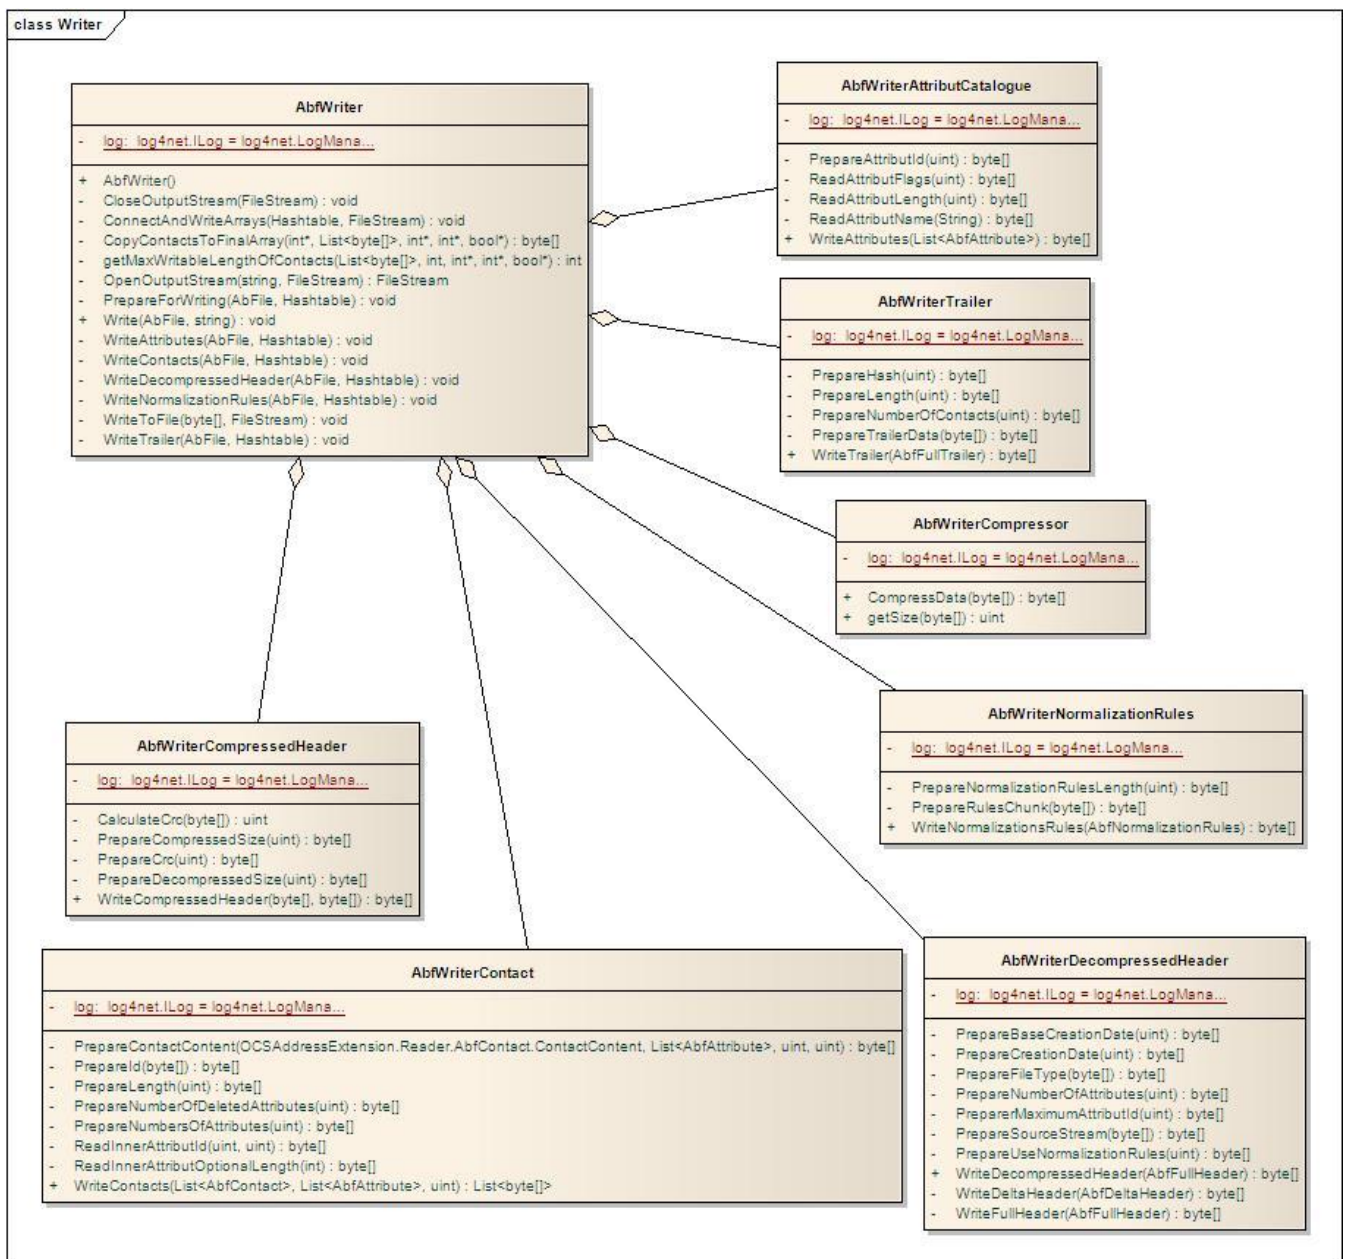 class Writer
AbfWriter
- log: log4net.ILog = log4net.LogMana...
+ AbfWriter()
- CloseOutputStream(FileStream) : void
- ConnectAndWriteArrays(Hashtable, FileStream) : void
- CopyContactsToFinalArray(int*, List<byte[]>, int*, int*, bool*) : byte[]
- getMaxWritableLengthOfContacts(List<byte[]>, int, int*, int*, bool*) : int
- OpenOutputStream(string, FileStream) : FileStream
- PrepareForWriting(AbFile, Hashtable) : void
+ Write(AbFile, string) : void
- WriteAttributes(AbFile, Hashtable) : void
- WriteContacts(AbFile, Hashtable) : void
- WriteDecompressedHeader(AbFile, Hashtable) : void
- WriteNormalizationRules(AbFile, Hashtable) : void
- WriteToFile(byte[], FileStream) : void
- WriteTrailer(AbFile, Hashtable) : void
AbfWriterAttributCatalogue
- log: log4net.ILog = log4net.LogMana...
- PrepareAttributId(uint) : byte[]
- ReadAttributFlags(uint) : byte[]
- ReadAttributLength(uint) : byte[]
- ReadAttributName(String) : byte[]
+ WriteAttributes(List<AbfAttribute>) : byte[]
AbfWriterTrailer
- log: log4net.ILog = log4net.LogMana...
- PrepareHash(uint) : byte[]
- PrepareLength(uint) : byte[]
- PrepareNumberOfContacts(uint) : byte[]
- PrepareTrailerData(byte[]) : byte[]
+ WriteTrailer(AbfFullTrailer) : byte[]
AbfWriterCompressor
- log: log4net.ILog = log4net.LogMana...
+ CompressData(byte[]) : byte[]
+ getSize(byte[]) : uint
AbfWriterNormalizationRules
- log: log4net.ILog = log4net.LogMana...
- PrepareNormalizationRulesLength(uint) : byte[]
- PrepareRulesChunk(byte[]) : byte[]
+ WriteNormalizationsRules(AbfNormalizationRules) : byte[]
AbfWriterCompressedHeader
- log: log4net.ILog = log4net.LogMana...
- CalculateCrc(byte[]) : uint
- PrepareCompressedSize(uint) : byte[]
- PrepareCrc(uint) : byte[]
- PrepareDecompressedSize(uint) : byte[]
+ WriteCompressedHeader(byte[], byte[]) : byte[]
AbfWriterContact
- log: log4net.ILog = log4net.LogMana...
- PrepareContactContent(OCSAddressExtension.Reader.AbfContact.ContactContent, List<AbfAttribute>, uint, uint) : byte[]
- PrepareId(byte[]) : byte[]
- PrepareLength(uint) : byte[]
- PrepareNumberOfDeletedAttributes(uint) : byte[]
- PrepareNumbersOfAttributes(uint) : byte[]
- ReadInnerAttributId(uint, uint) : byte[]
- ReadInnerAttributOptionalLength(int) : byte[]
+ WriteContacts(List<AbfContact>, List<AbfAttribute>, uint) : List<byte[]>
AbfWriterDecompressedHeader
- log: log4net.ILog = log4net.LogMana...
- PrepareBaseCreationDate(uint) : byte[]
- PrepareCreationDate(uint) : byte[]
- PrepareFileType(byte[]) : byte[]
- PrepareNumberOfAttributes(uint) : byte[]
- PreparerMaximumAttributId(uint) : byte[]
- PrepareSourceStream(byte[]) : byte[]
- PrepareUseNormalizationRules(uint) : byte[]
+ WriteDecompressedHeader(AbfFullHeader) : byte[]
- WriteDeltaHeader(AbfDeltaHeader) : byte[]
- WriteFullHeader(AbfFullHeader) : byte[]